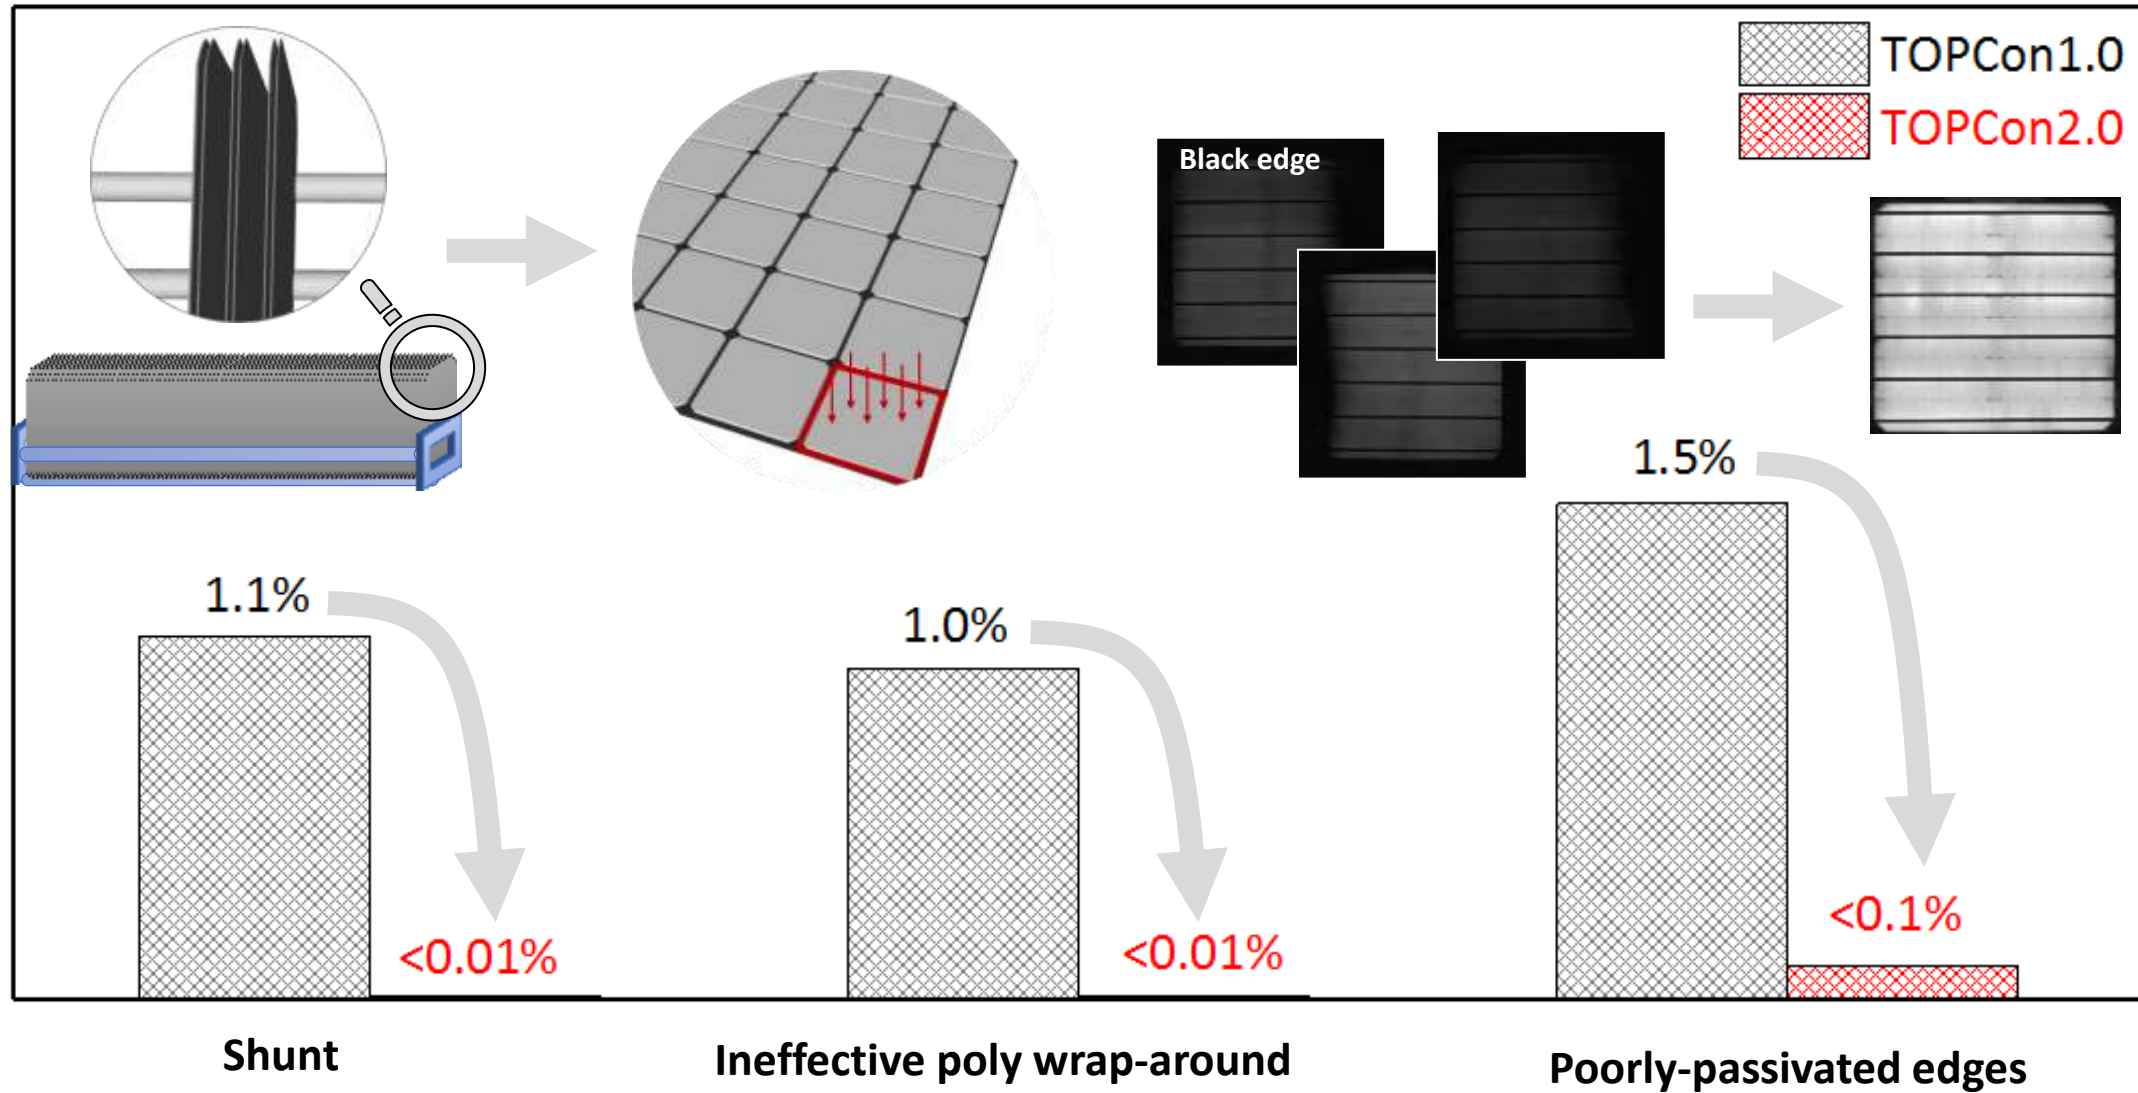 TOPCon1.0
TOPCon2.0
Black edge
1.5%
1.1%
1.0%
<0.1%
<0.01%
<0.01%
Shunt
Ineffective poly wrap-around
Poorly-passivated edges